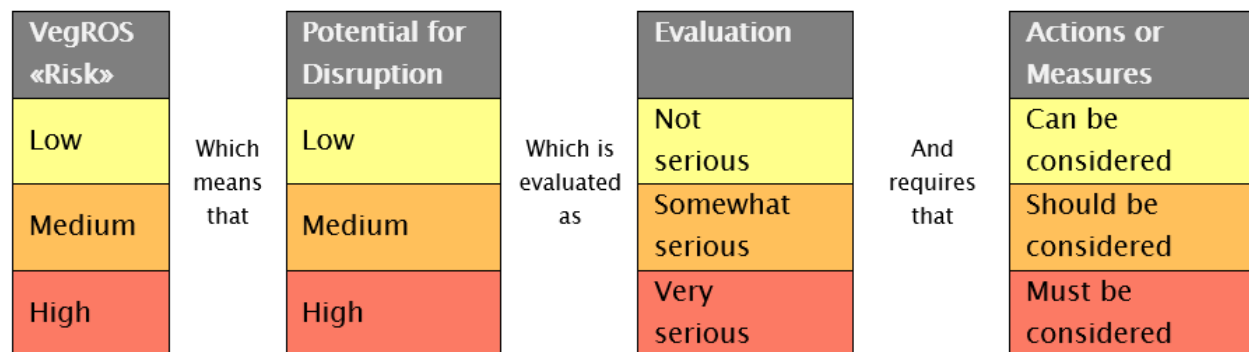 VegROS
«Risk»
Low
Medium
High
Which
means
that
Potential for
Disruption
Low
Medium
High
Which is
evaluated
as
Evaluation
Not
serious
Somewhat
serious
Very
serious
And
requires
that
Actions or
Measures
Can be
considered
Should be
considered
Must be
considered